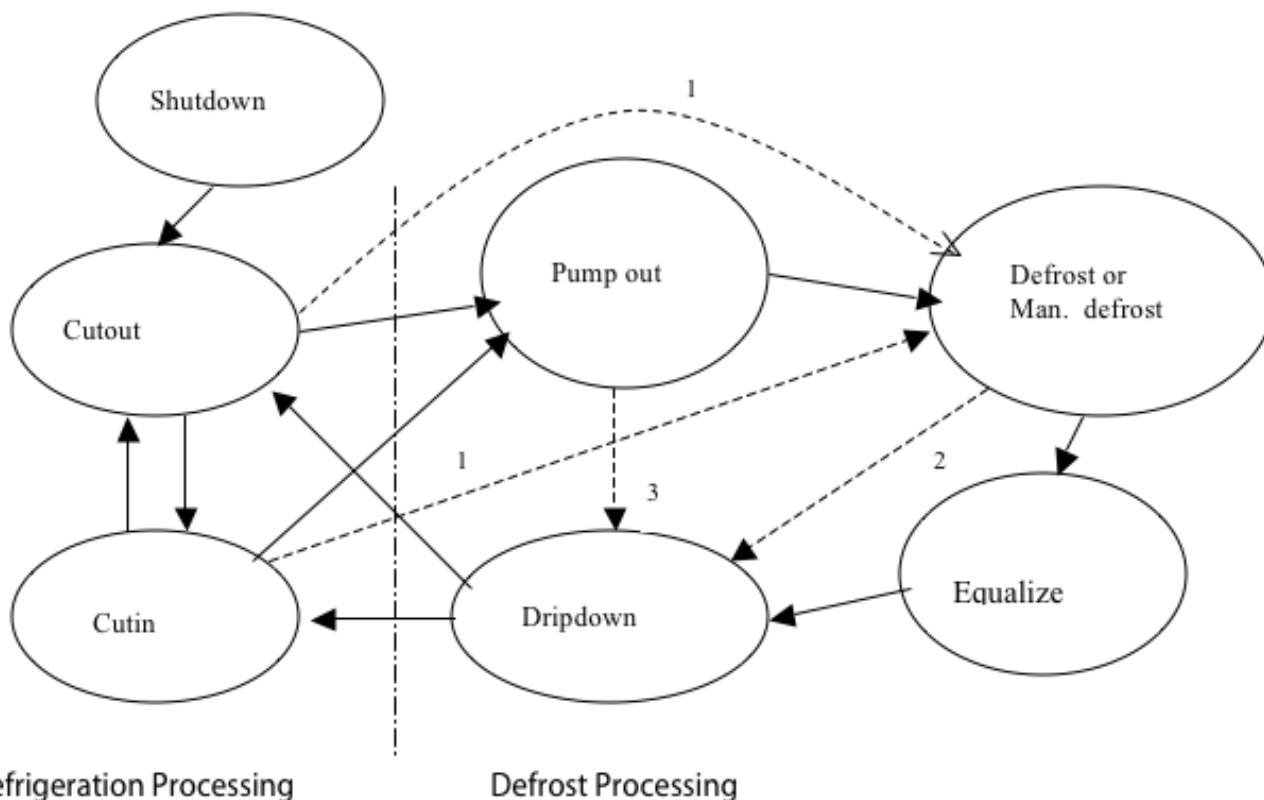 Shutdown
1
Pump out
Defrost or
Man. defrost
Cutout
1
2
3
Equalize
Cutin
Dripdown
efrigeration Processing
Defrost Processing